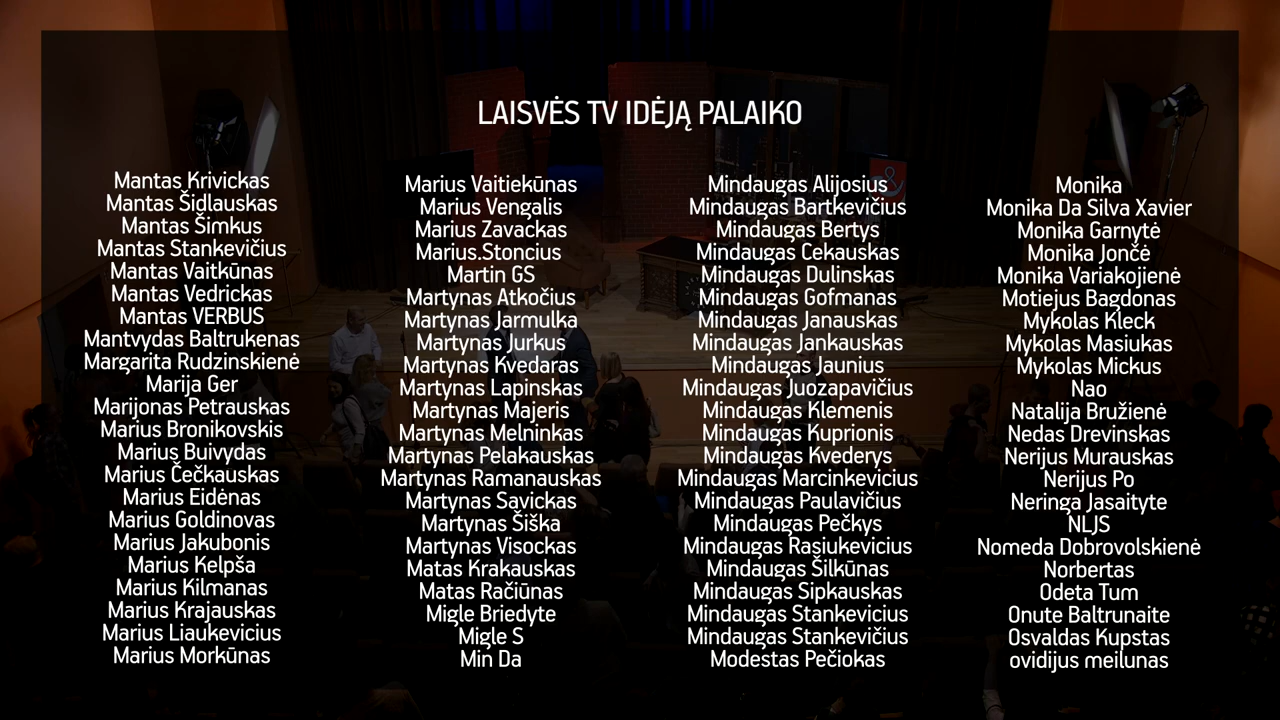 LAISVĖS TV IDĖJĄ PALAIKO
Mantas Krivickas
Mantas Šidlauskas
Mantas Šimkus
Mantas Stankevičius
Mantas Vaitkūnas
Mantas Vedrickas
Mantas VERBUS
Mantvydas Baltrukenas
Margarita Rudzinskienė
Marija Ger
Marijonas Petrauskas
Marius Bronikovskis
Marius Buivydas
Marius Čečkauskas
Marius Eidėnas
Marius Goldinovas
Marius Jakubonis
Marius Kelpša
Marius Kilmanas
Marius Krajauskas
Marius Liaukevicius
Marius Morkūnas
Marius Vaitiekūnas
Marius Vengalis
Marius Zavackas
Marius.Stoncius
Martin GS
Martynas Atkočius
Martynas Jarmulka
Martynas Jurkus
Martynas Kvedaras
Martynas Lapinskas
Martynas Majeris
Martynas Melninkas
Martynas Pelakauskas
Martynas Ramanauskas
Martynas Savickas
Martynas Šiška
Martynas Visockas
Matas Krakauskas
Matas Račiūnas
Migle Briedyte
Migle S
Min Da
Mindaugas Alijosius
Mindaugas Bartkevičius
Mindaugas Bertys
Mindaugas Cekauskas
Mindaugas Dulinskas
Mindaugas Gofmanas
Mindaugas Janauskas
Mindaugas Jankauskas
Mindaugas Jaunius
Mindaugas Juozapavičius
Mindaugas Klemenis
Mindaugas Kuprionis
Mindaugas Kvederys
Mindaugas Marcinkevicius
Mindaugas Paulavičius
Mindaugas Pečkys
Mindaugas Rasiukevicius
Mindaugas Šilkūnas
Mindaugas Sipkauskas
Mindaugas Stankevicius
Mindaugas Stankevičius
Modestas Pečiokas
Monika
Monika Da Silva Xavier
Monika Garnytė
Monika Jončė
Monika Variakojienė
Motiejus Bagdonas
Mykolas Kleck
Mykolas Masiukas
Mykolas Mickus
Nao
Natalija Bružienė
Nedas Drevinskas
Nerijus Murauskas
Nerijus Po
Neringa Jasaityte
NLJS
Nomeda Dobrovolskienė
Norbertas
Odeta Tum
Onute Baltrunaite
Osvaldas Kupstas
ovidijus meilunas